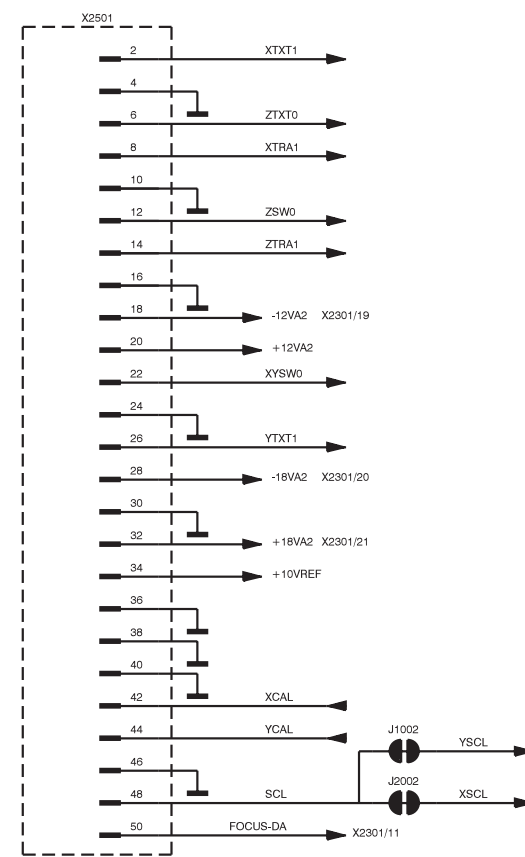 X2501
2 XTXT1
4
6 ZTXT0
8 XTRA1
10
12 ZSW0
14 ZTRA1
16
18 -12VA2 X2301/19
20 +12VA2
22 XYSW0
24
26 YTXT1
28 -18VA2 X2301/20
30
32 +18VA2 X2301/21
34 +10VREF
36
38
40
42 XCAL
44 YCAL
J1002
YSCL
46
J2002
48 SCL XSCL
50 FOCUS-DA X2301/11